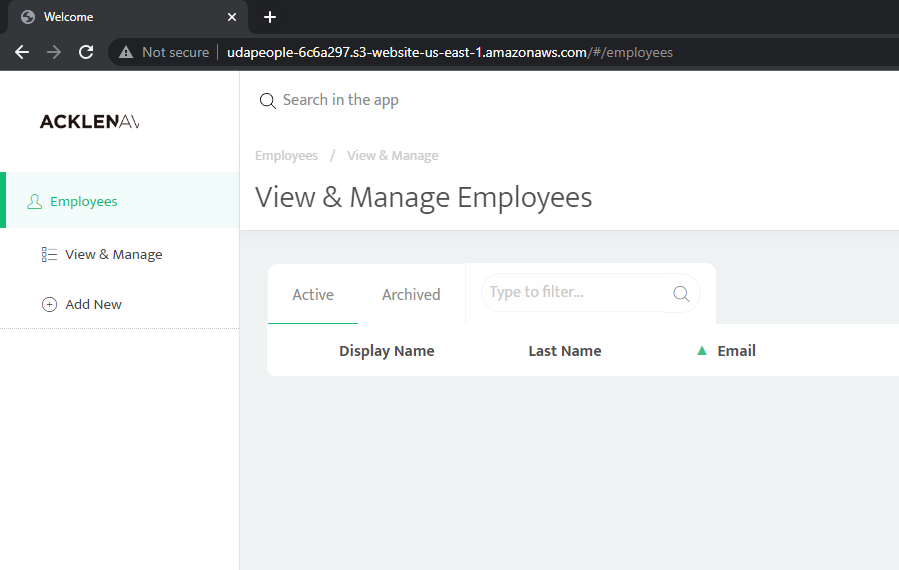 Welcome
Not secure udapeople-6c6a297.s3-website-us-east-1.amazonaws.com/#/employees
ACKLENAV
Search in the app
Employees / View & Manage
View & Manage Employees
Employees
View & Manage
Add New
Active Archived Type to filter...
Display Name Last Name Email